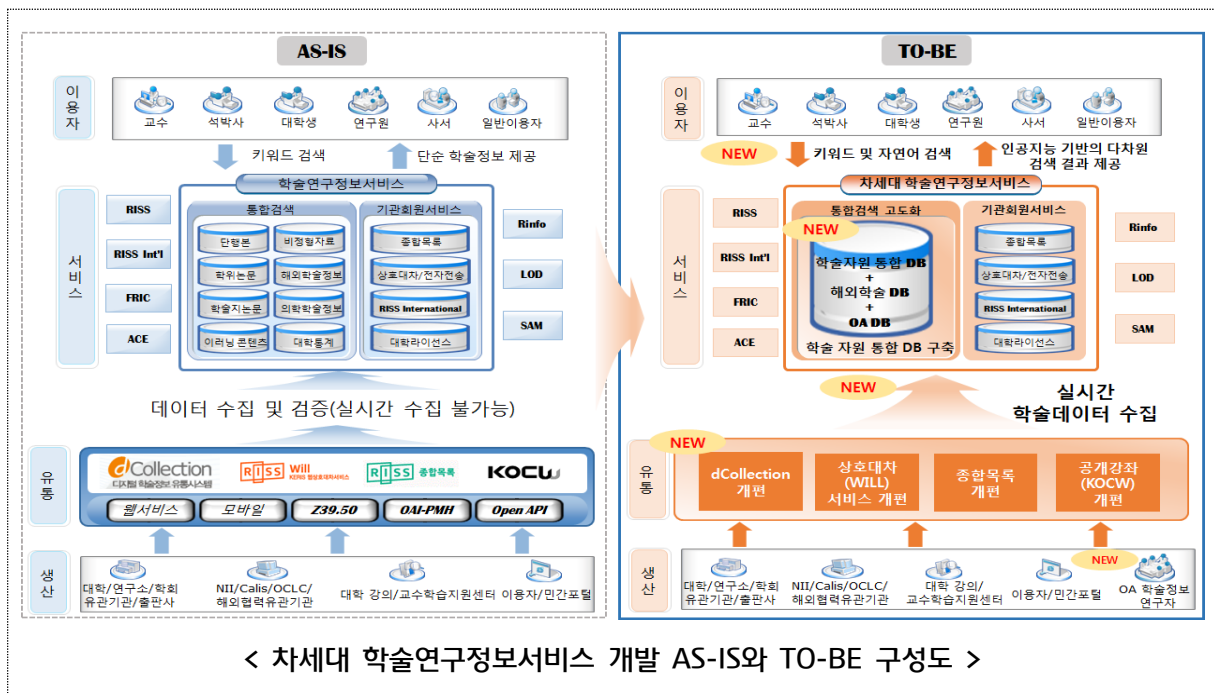 AS-IS
이용자
교수
석박사
대학생
연구원
사서
일반이용자
키워드 검색
단순 학술정보 제공
서비스
학술연구정보서비스
RISS
RISS Int'l
FRIC
ACE
통합검색
단행본
비정형자료
학위논문
해외학술정보
학술지논문
의학학술정보
이러닝콘텐츠
대학통계
기관회원서비스
종합목록
상호대차/전자전송
RISS International
대학라이선스
Rinfo
LOD
SAM
데이터 수집 및 검증(실시간 수집 불가능)
유통
dCollection
디지털 학술정보 유통시스템
RISS Will
KERIS 웹상호대차서비스
RISS 종합목록
KOCW
웹서비스
모바일
Z39.50
OAI-PMH
Open API
생산
대학/연구소/학회
유관기관/출판사
NII/Calis/OCLC/
해외협력유관기관
대학 강의/교수학습지원센터
이용자/민간포털
TO-BE
이용자
교수
석박사
대학생
연구원
사서
일반이용자
NEW
키워드 및 자연어 검색
인공지능 기반의 다차원
검색 결과 제공
서비스
차세대 학술연구정보서비스
RISS
RISS Int'l
FRIC
ACE
통합검색 고도화
NEW
학술자원 통합 DB
+
해외학술 DB
+
OA DB
학술 자원 통합 DB 구축
기관회원서비스
종합목록
상호대차/전자전송
RISS International
대학라이선스
Rinfo
LOD
SAM
NEW
실시간
학술데이터 수집
유통
NEW
dCollection
개편
상호대차
(WILL)
서비스 개편
종합목록
개편
공개강좌
(KOCW)
개편
생산
대학/연구소/학회
유관기관/출판사
NII/Calis/OCLC/
해외협력유관기관
대학 강의/
교수학습지원센터
이용자/민간포털
NEW
OA 학술정보
연구자
< 차세대 학술연구정보서비스 개발 AS-IS와 TO-BE 구성도 >